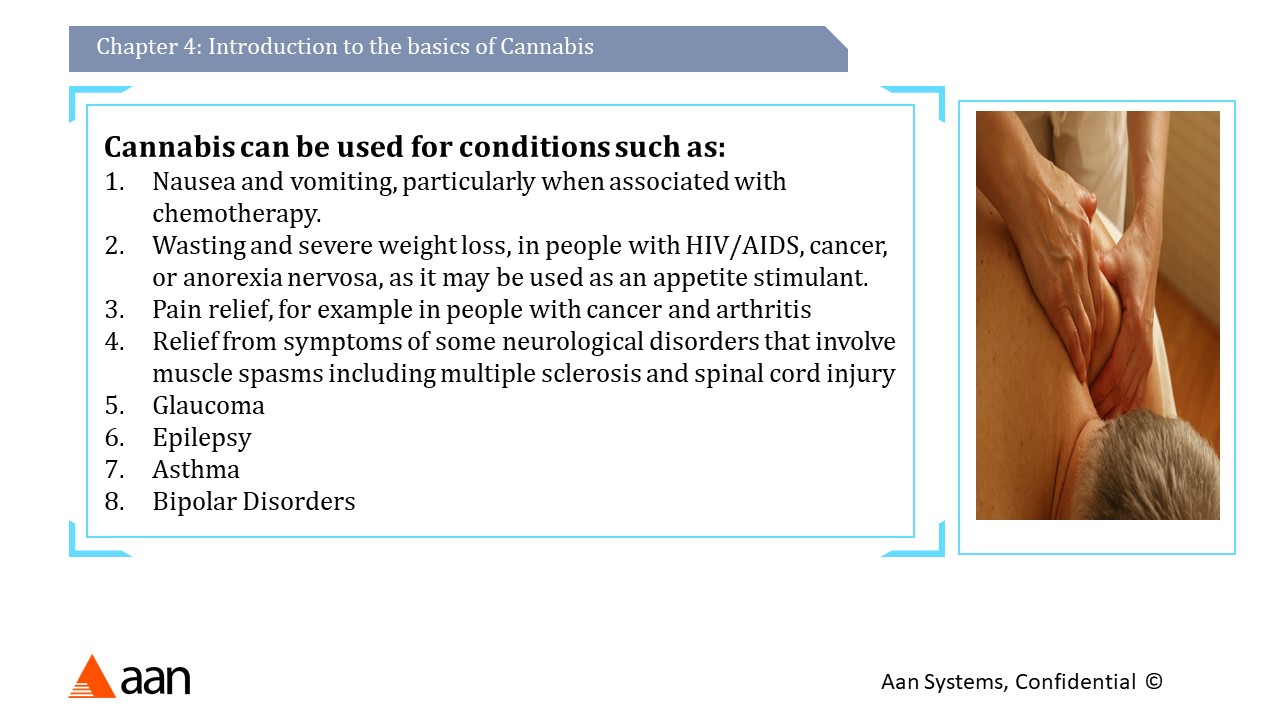 Chapter 4: Introduction to the basics of Cannabis
Cannabis can be used for conditions such as:
1. Nausea and vomiting, particularly when associated with
chemotherapy.
2. Wasting and severe weight loss, in people with HIV/AIDS, cancer,
or anorexia nervosa, as it may be used as an appetite stimulant.
3. Pain relief, for example in people with cancer and arthritis
4. Relief from symptoms of some neurological disorders that involve
muscle spasms including multiple sclerosis and spinal cord injury
5. Glaucoma
6. Epilepsy
7. Asthma
8. Bipolar Disorders
aan
Aan Systems, Confidential ©